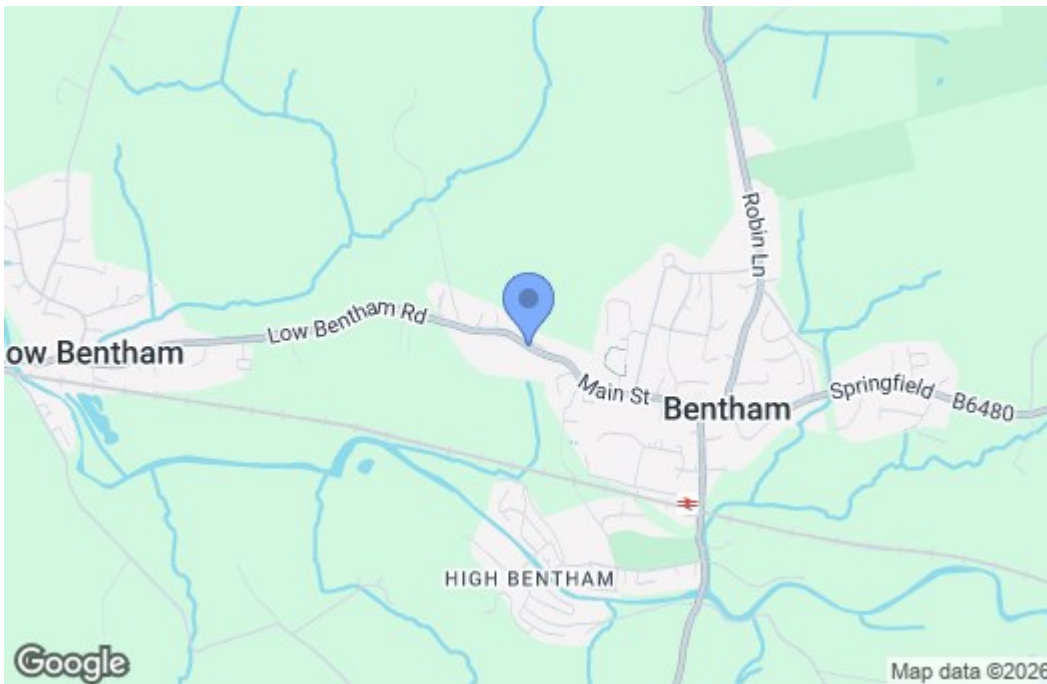 Robin Ln
Low Bentham Rd
ow Bentham
Main St
Bentham
Springfield
B6480
HIGH BENTHAM
Google
Map data ©2026